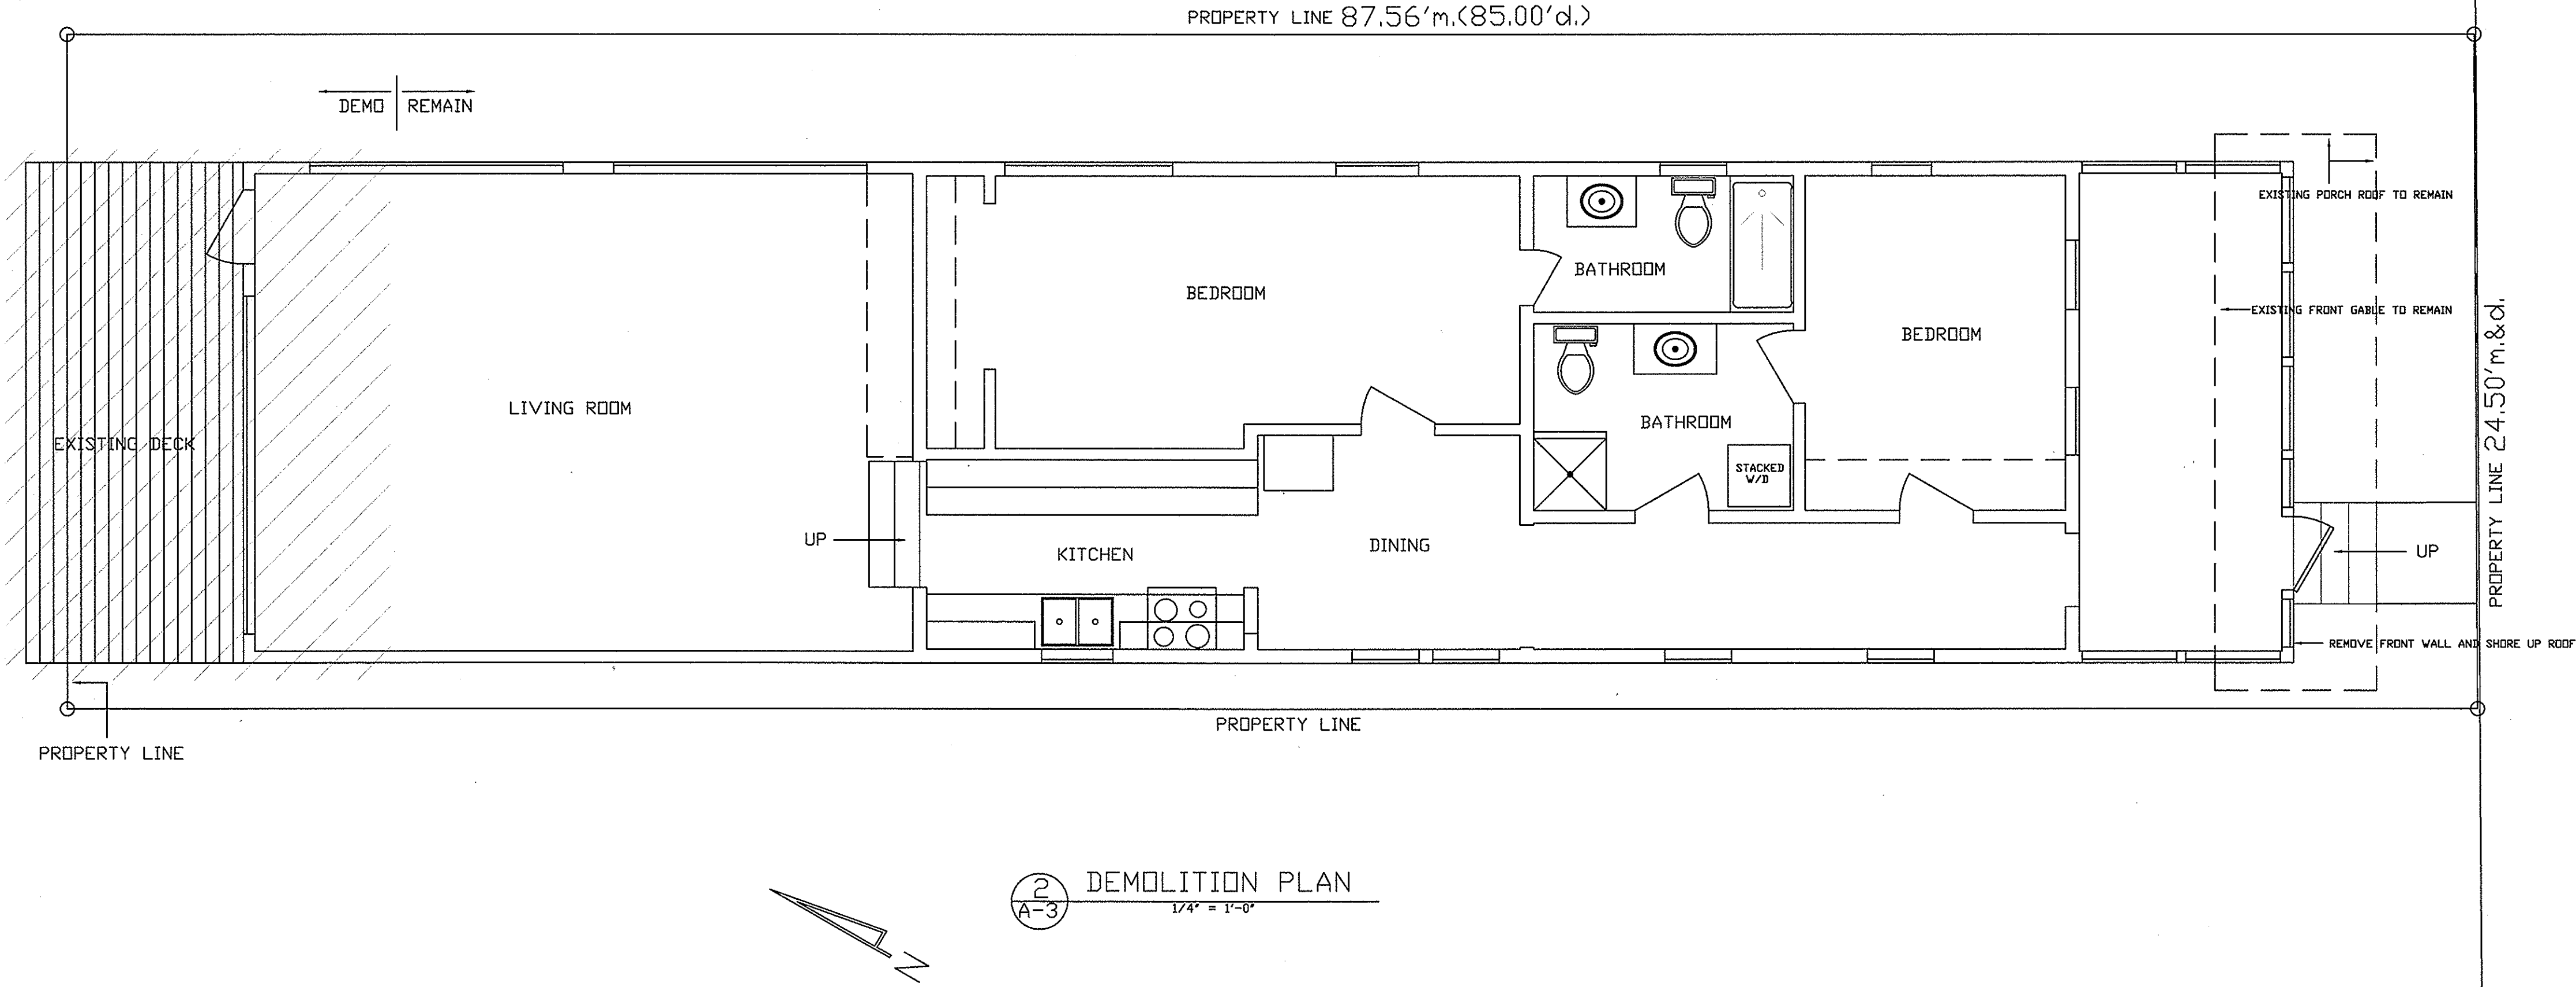 PROPERTY LINE 87.56'm.(85.00'd.)
DEMO
REMAIN
EXISTING PORCH ROOF TO REMAIN
BATHROOM
BEDROOM
EXISTING FRONT GABLE TO REMAIN
BEDROOM
PROPERTY LINE 24.50'm.&d.
LIVING ROOM
BATHROOM
EXISTING DECK
STACKED
W/D
UP
KITCHEN
DINING
UP
REMOVE FRONT WALL AND SHORE UP ROOF
PROPERTY LINE
PROPERTY LINE
2
A-3
DEMOLITION PLAN
1/4" = 1'-0"
N